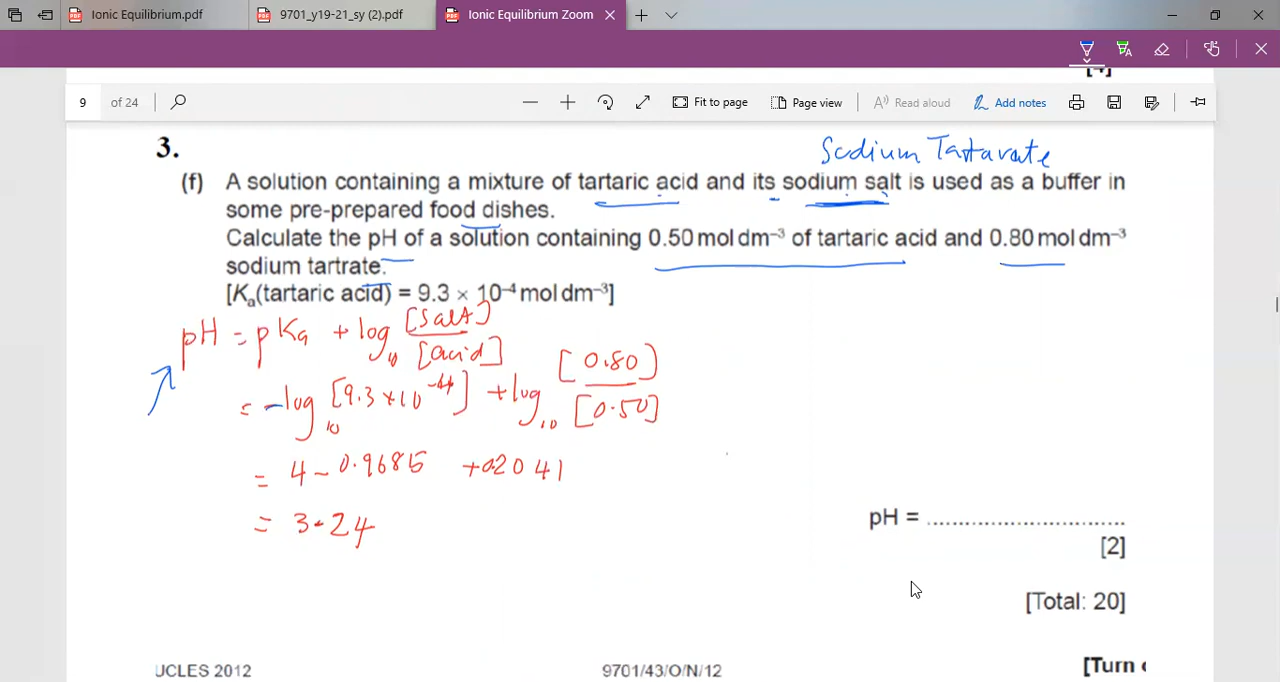 Ionic Equilibrium.pdf
9701_y19-21_sy (2).pdf
Ionic Equilibrium Zoom
[4]
9 of 24
Fit to page
Page view
Read aloud
Add notes
3.
Sodium Tartarate
(f) A solution containing a mixture of tartaric acid and its sodium salt is used as a buffer in
some pre-prepared food dishes.
Calculate the pH of a solution containing 0.50 mol dm⁻³ of tartaric acid and 0.80 mol dm⁻³
sodium tartrate.
[Kₐ(tartaric acid) = 9.3 × 10⁻⁴ mol dm⁻³]
pH = pKa + log₁₀ [Salt]/[acid]
= -log₁₀ [9.3×10⁻⁴] + log₁₀ [0.80]/[0.50]
= 4 - 0.9685 + 0.2041
= 3.24
pH = ................................
[2]
[Total: 20]
UCLES 2012
9701/43/O/N/12
[Turn